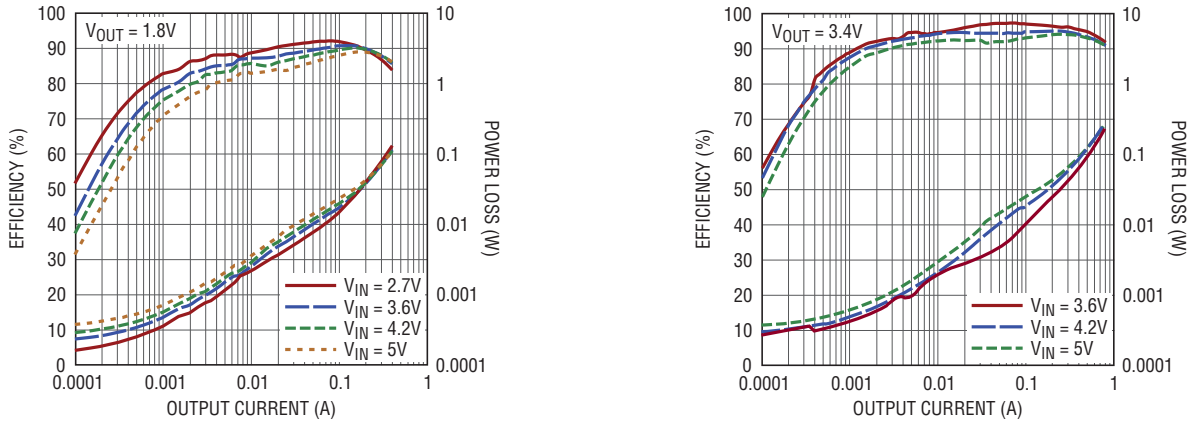 V_OUT = 1.8V
EFFICIENCY (%)
100
90
80
70
60
50
40
30
20
10
0
POWER LOSS (W)
10
1
0.1
0.01
0.001
0.0001
V_IN = 2.7V
V_IN = 3.6V
V_IN = 4.2V
V_IN = 5V
0.0001
0.001
0.01
0.1
1
OUTPUT CURRENT (A)
V_OUT = 3.4V
EFFICIENCY (%)
100
90
80
70
60
50
40
30
20
10
0
POWER LOSS (W)
10
1
0.1
0.01
0.001
0.0001
V_IN = 3.6V
V_IN = 4.2V
V_IN = 5V
0.0001
0.001
0.01
0.1
1
OUTPUT CURRENT (A)